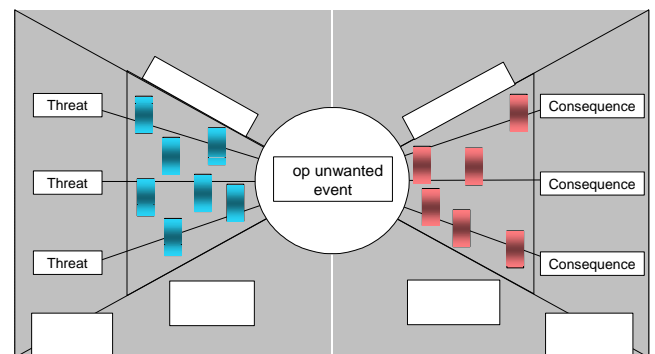 Threat
Threat
Threat
op unwanted
event
Consequence
Consequence
Consequence